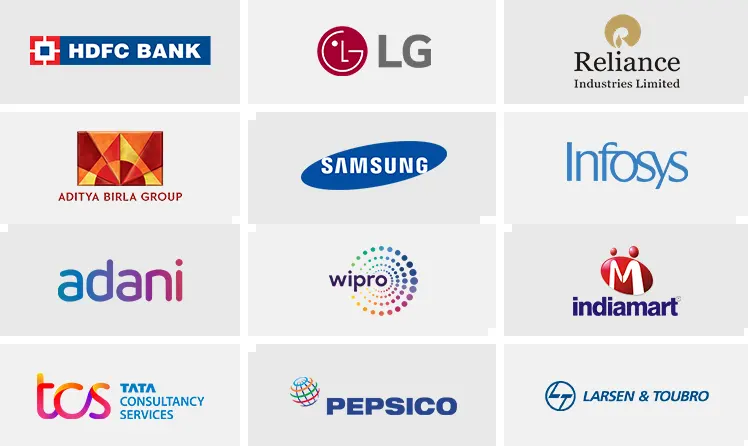 HDFC BANK
LG
Reliance
Industries Limited
ADITYA BIRLA GROUP
SAMSUNG
Infosys
adani
wipro
indiamart
tcs TATA
CONSULTANCY
SERVICES
PEPSICO
LARSEN & TOUBRO